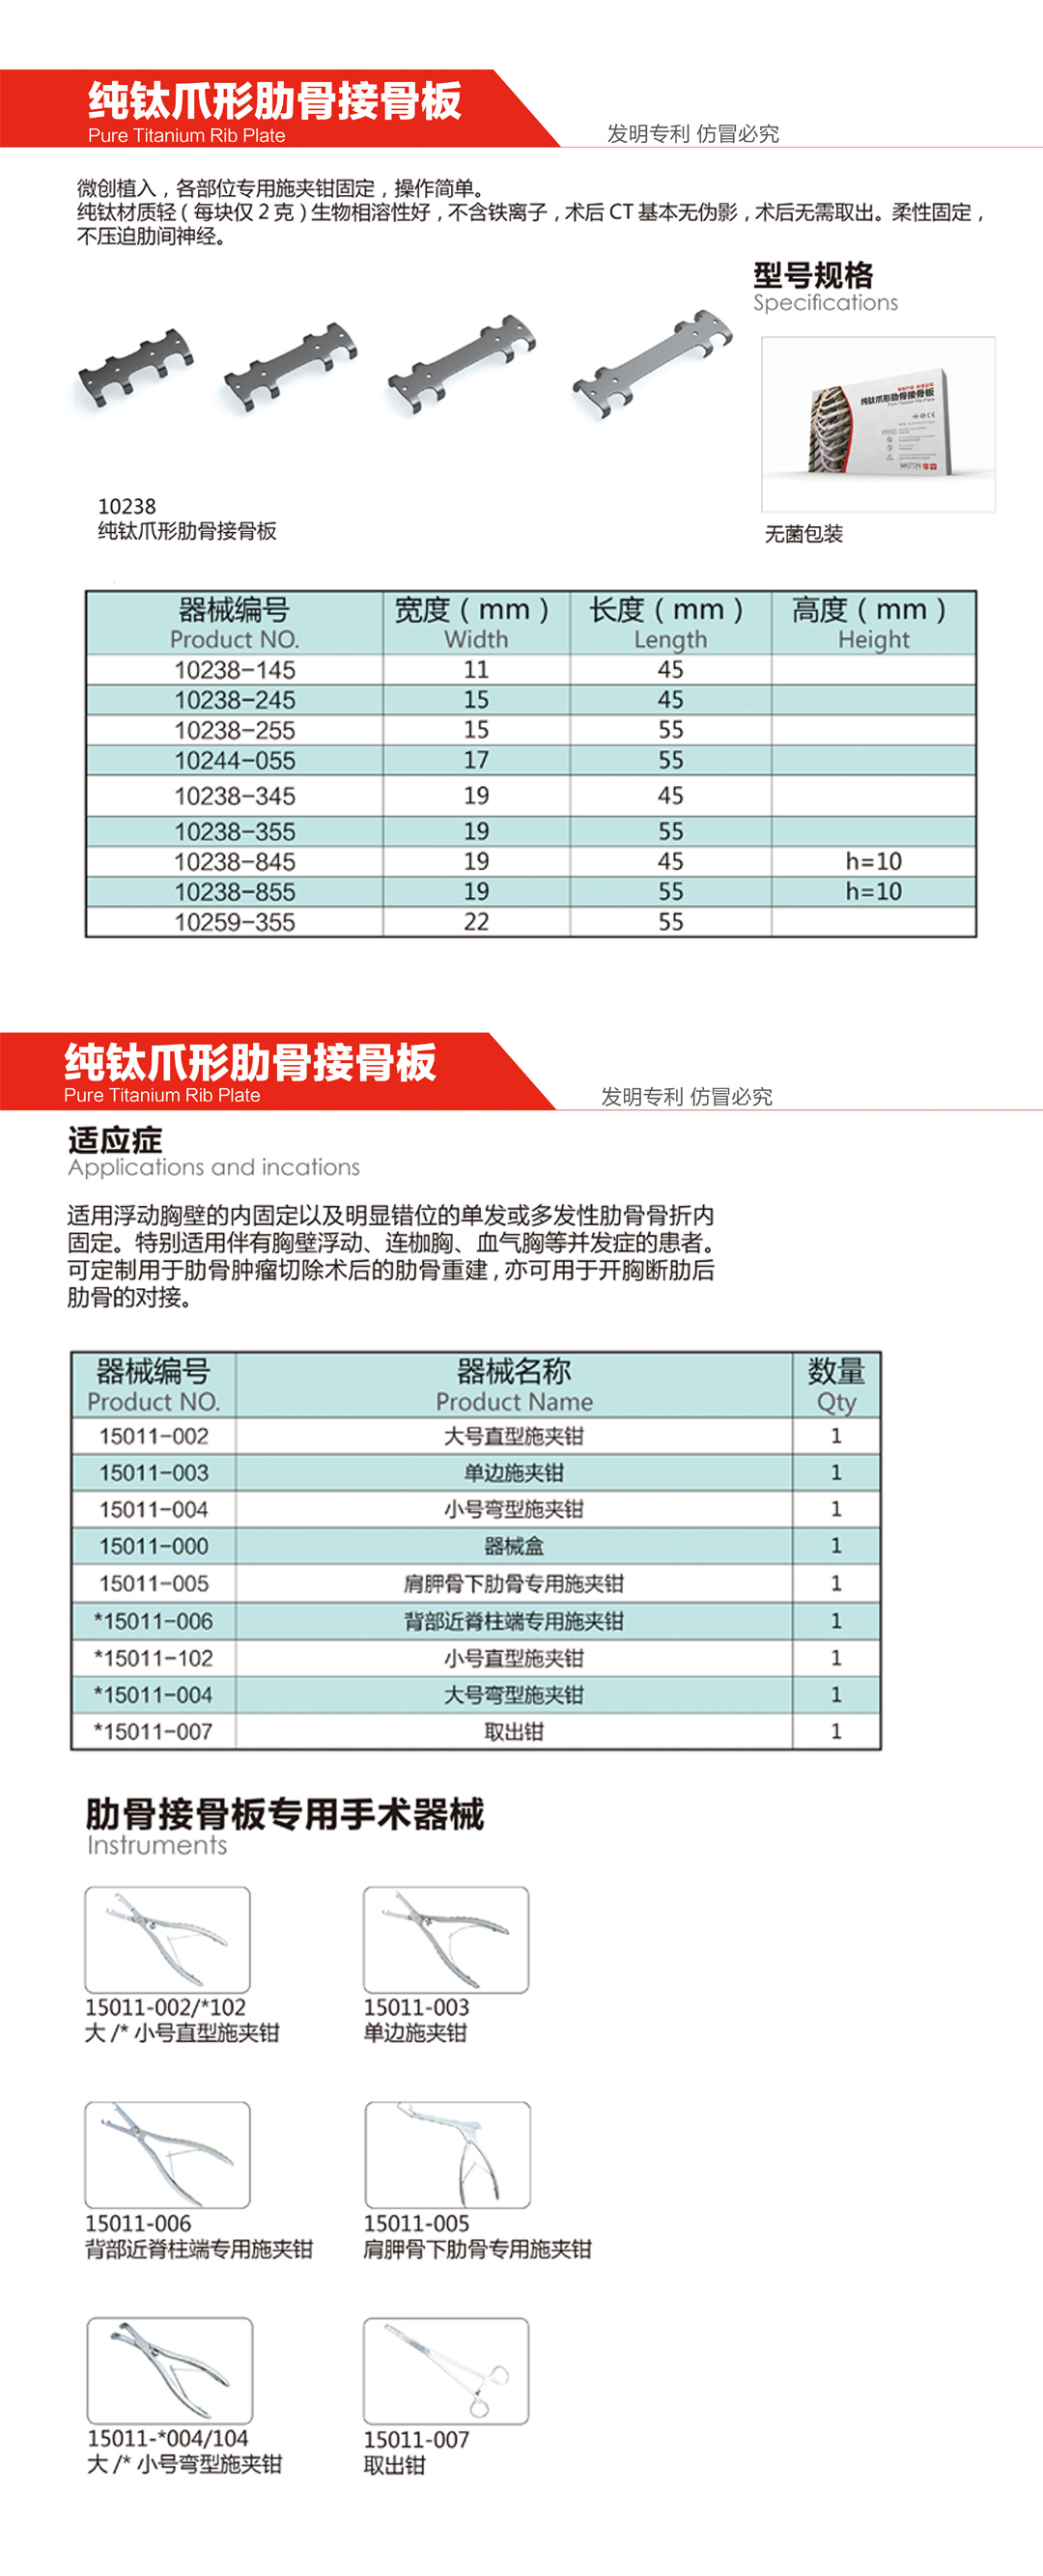 纯钛爪形肋骨接骨板
Pure Titanium Rib Plate
发明专利 仿冒必究
微创植入，各部位专用施夹钳固定，操作简单。
纯钛材质轻（每块仅 2 克）生物相溶性好，不含铁离子，术后 CT 基本无伪影，术后无需取出。柔性固定，
不压迫肋间神经。
型号规格
Specifications
纯钛爪形肋骨接骨板
Pure Titanium Rib Plate
10238
纯钛爪形肋骨接骨板
无菌包装
器械编号 宽度（mm） 长度（mm） 高度（mm）
Product NO. Width Length Height
10238-145 11 45
10238-245 15 45
10238-255 15 55
10244-055 17 55
10238-345 19 45
10238-355 19 55
10238-845 19 45 h=10
10238-855 19 55 h=10
10259-355 22 55
纯钛爪形肋骨接骨板
Pure Titanium Rib Plate
发明专利 仿冒必究
适应症
Applications and incations
适用浮动胸壁的内固定以及明显错位的单发或多发性肋骨骨折内
固定。特别适用伴有胸壁浮动、连枷胸、血气胸等并发症的患者。
可定制用于肋骨肿瘤切除术后的肋骨重建，亦可用于开胸断肋后
肋骨的对接。
器械编号 器械名称 数量
Product NO. Product Name Qty
15011-002 大号直型施夹钳 1
15011-003 单边施夹钳 1
15011-004 小号弯型施夹钳 1
15011-000 器械盒 1
15011-005 肩胛骨下肋骨专用施夹钳 1
*15011-006 背部近脊柱端专用施夹钳 1
*15011-102 小号直型施夹钳 1
*15011-004 大号弯型施夹钳 1
*15011-007 取出钳 1
肋骨接骨板专用手术器械
Instruments
15011-002/*102
大 /* 小号直型施夹钳
15011-003
单边施夹钳
15011-006
背部近脊柱端专用施夹钳
15011-005
肩胛骨下肋骨专用施夹钳
15011-*004/104
大 /* 小号弯型施夹钳
15011-007
取出钳